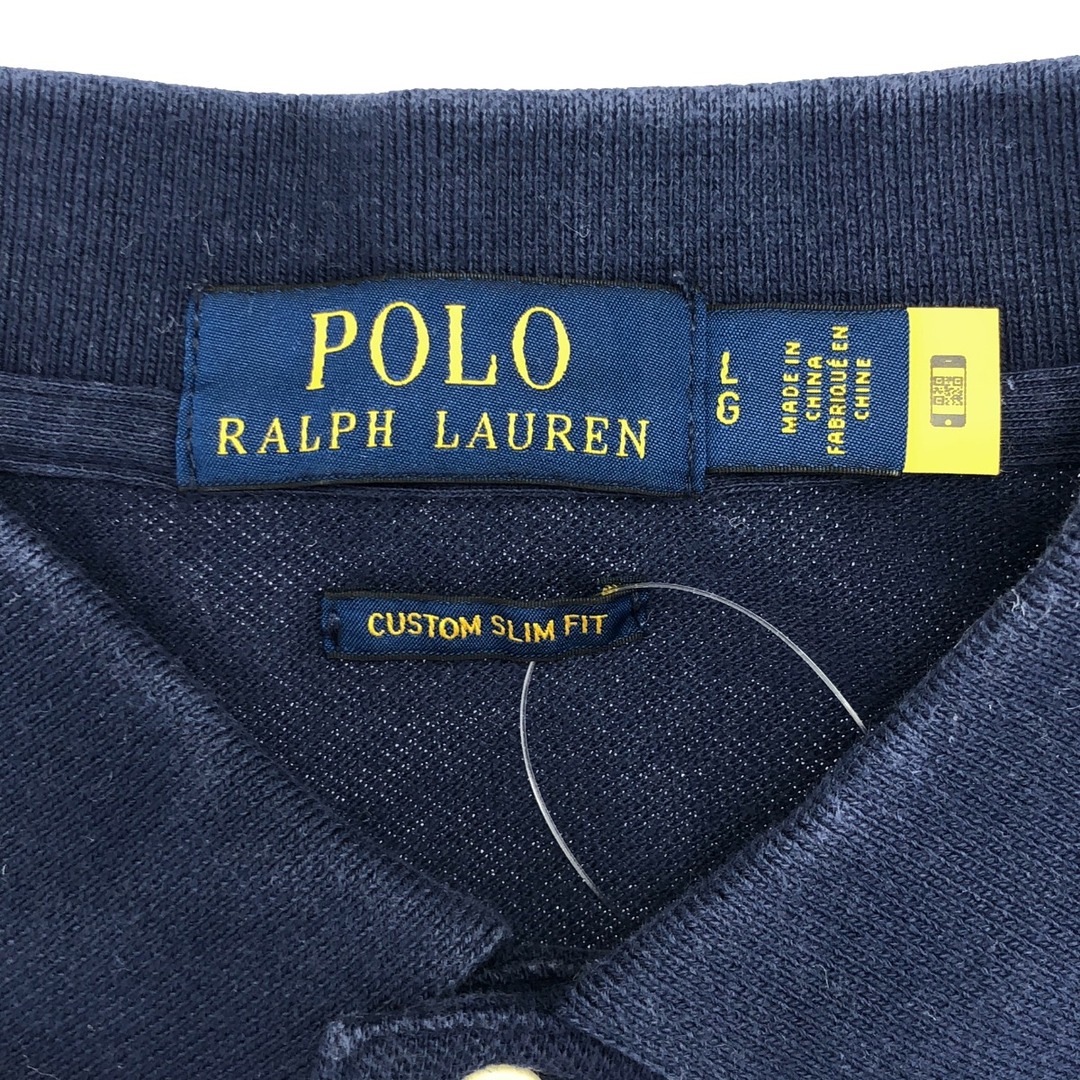 POLO
RALPH LAUREN
L
G
MADE IN
CHINA
FABRIQUÉ EN
CHINE
CUSTOM SLIM FIT